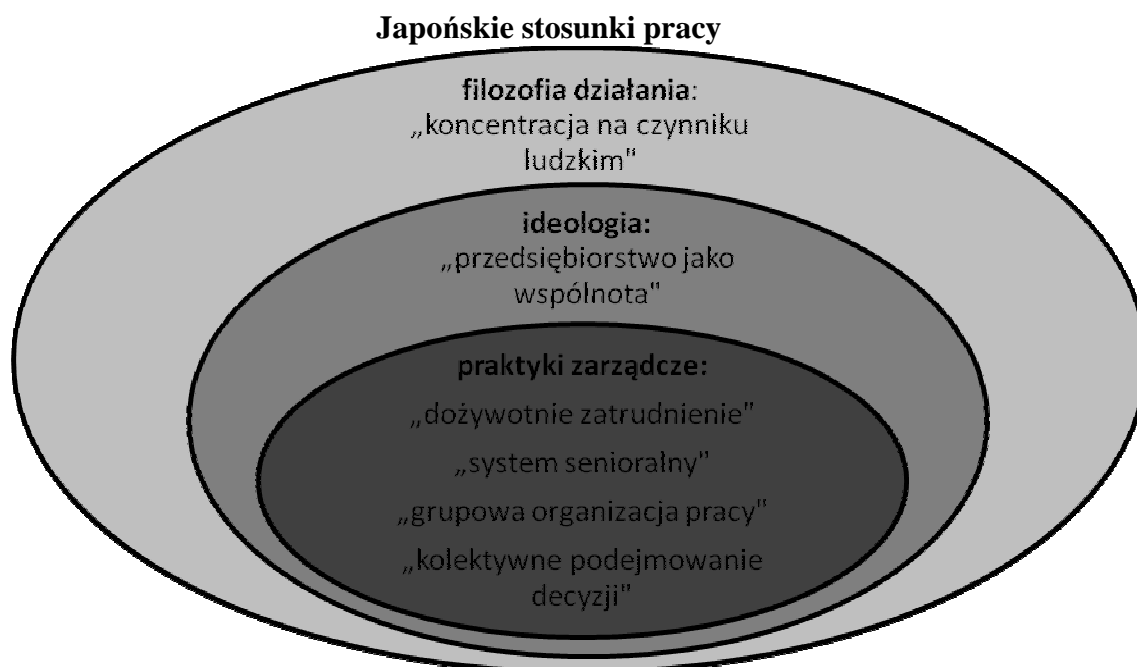 Japońskie stosunki pracy
filozofia działania:
„koncentracja na czynniku
ludzkim"
ideologia:
„przedsiębiorstwo jako
wspólnota"
praktyki zarządcze:
„dożywotnie zatrudnienie"
„system senioralny"
„grupowa organizacja pracy"
„kolektywne podejmowanie
decyzji"